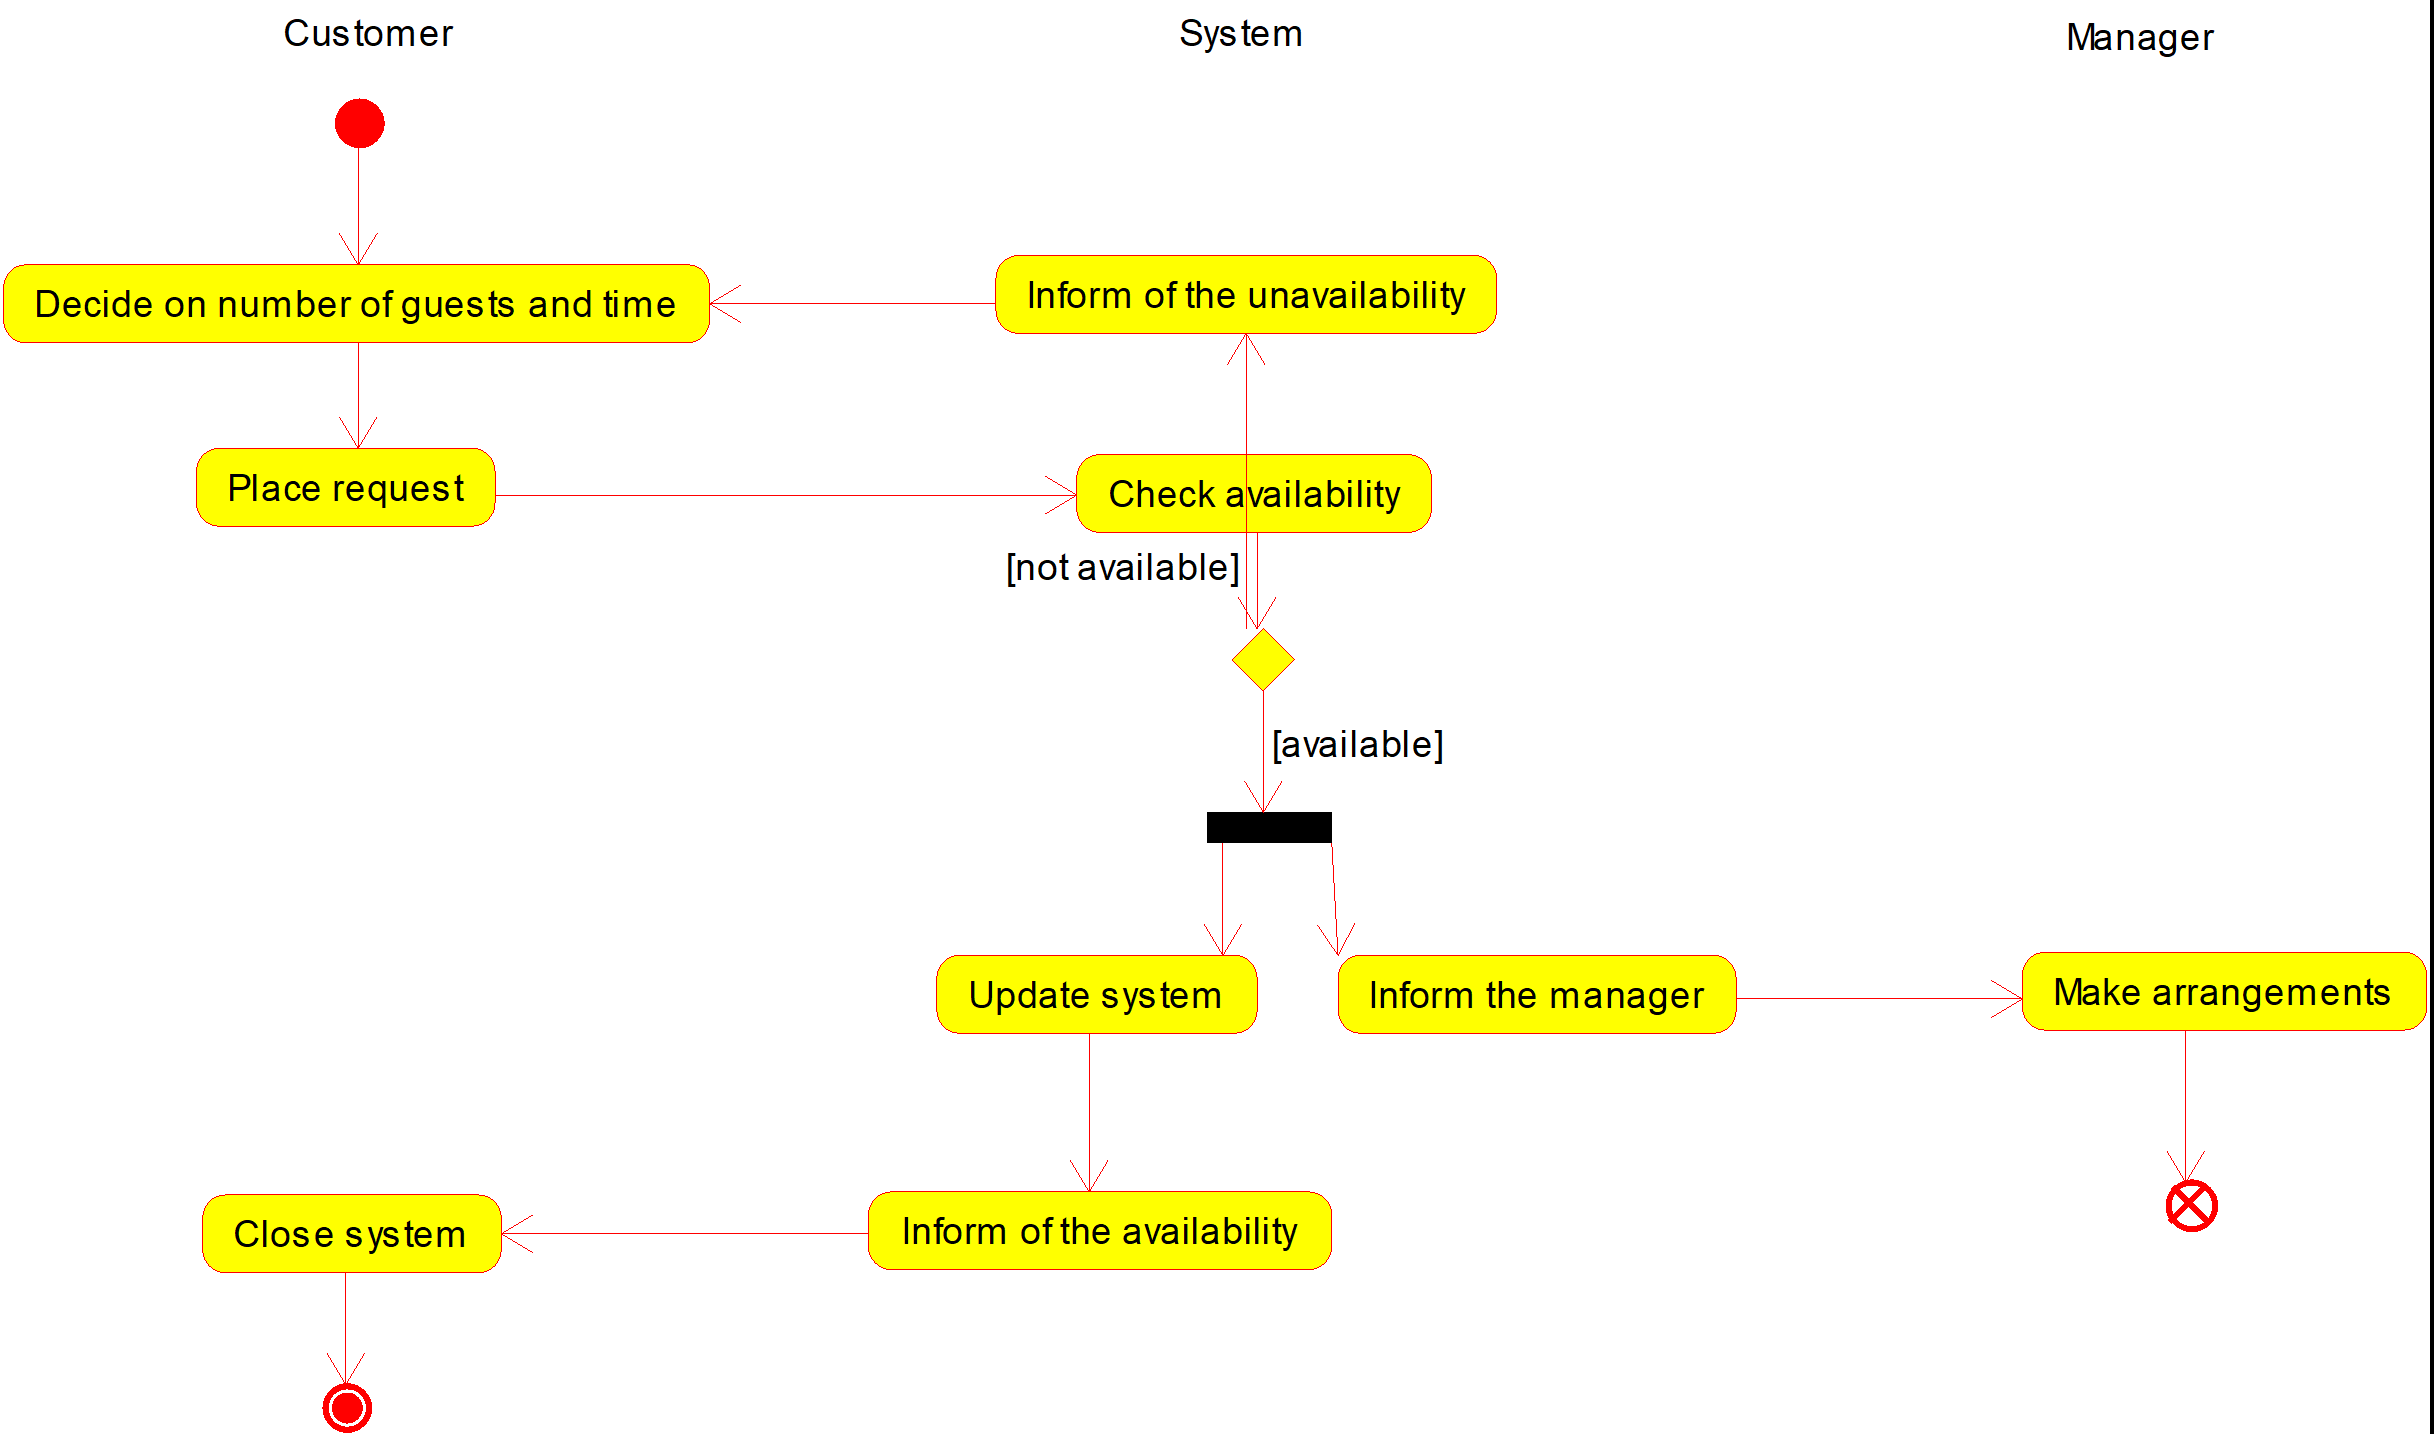 Customer
System
Manager
Decide on number of guests and time
Inform of the unavailability
Place request
Check availability
[not available]
[available]
Update system
Inform the manager
Make arrangements
Close system
Inform of the availability